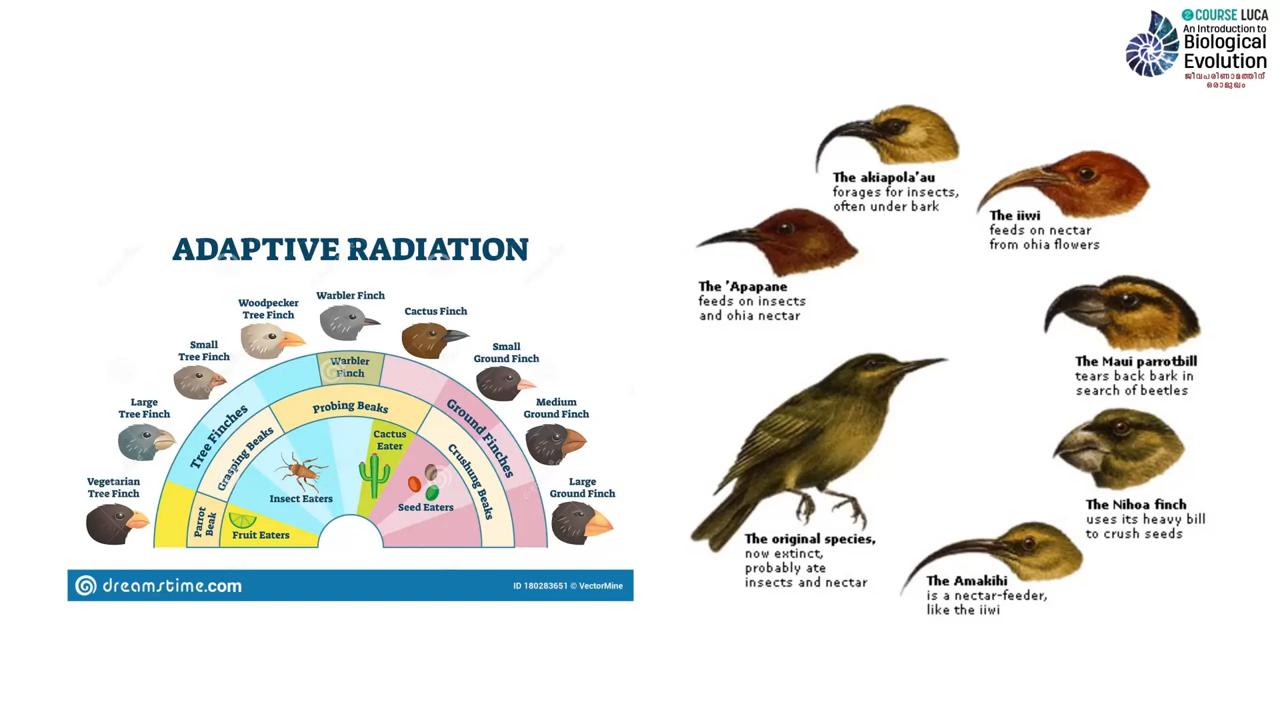 COURSE LUCA
An Introduction to
Biological
Evolution
ജീവപരിണാമത്തിന്
ഒരാമുഖം
ADAPTIVE RADIATION
Warbler Finch
Woodpecker
Tree Finch
Cactus Finch
Small
Tree Finch
Small
Ground Finch
Large
Tree Finch
Medium
Ground Finch
Vegetarian
Tree Finch
Large
Ground Finch
Warbler
Finch
Tree Finches
Ground Finches
Probing Beaks
Grasping Beaks
Crushung Beaks
Parrot
Beak
Cactus
Eater
Insect Eaters
Seed Eaters
Fruit Eaters
dreamstime.com
ID 180283651 © VectorMine
The akiapola'au
forages for insects,
often under bark
The iiwi
feeds on nectar
from ohia flowers
The 'Apapane
feeds on insects
and ohia nectar
The Maui parrotbill
tears back bark in
search of beetles
The Nihoa finch
uses its heavy bill
to crush seeds
The original species,
now extinct,
probably ate
insects and nectar
The Amakihi
is a nectar-feeder,
like the iiwi